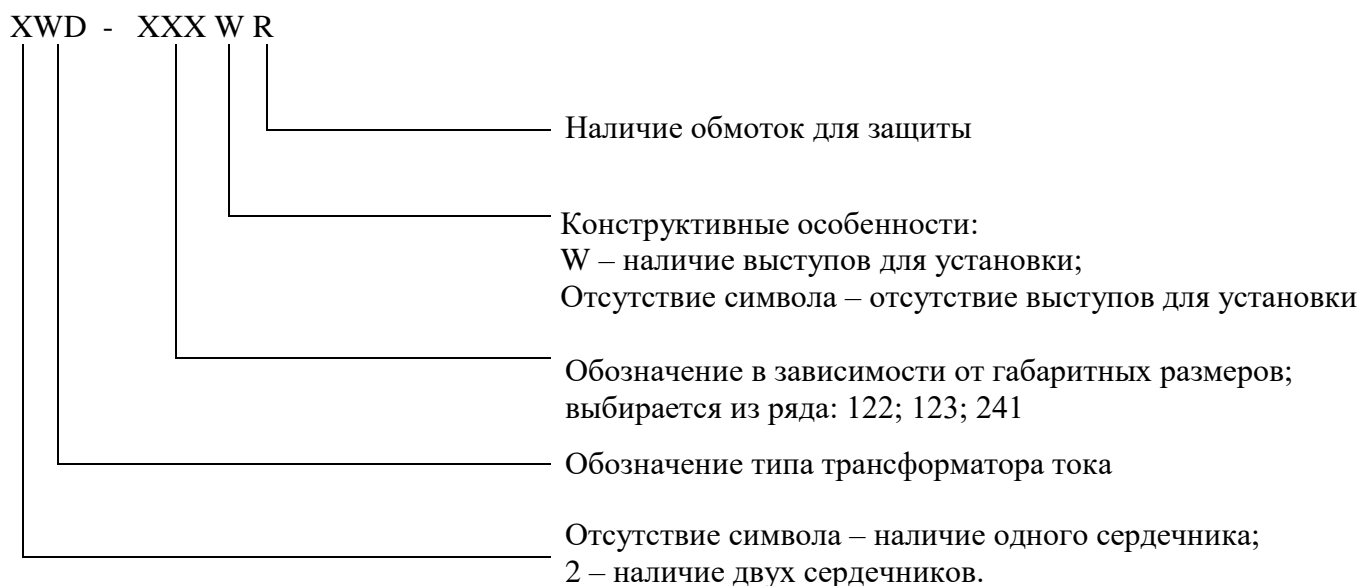 XWD - XXX W R
Наличие обмоток для защиты
Конструктивные особенности:
W – наличие выступов для установки;
Отсутствие символа – отсутствие выступов для установки
Обозначение в зависимости от габаритных размеров;
выбирается из ряда: 122; 123; 241
Обозначение типа трансформатора тока
Отсутствие символа – наличие одного сердечника;
2 – наличие двух сердечников.